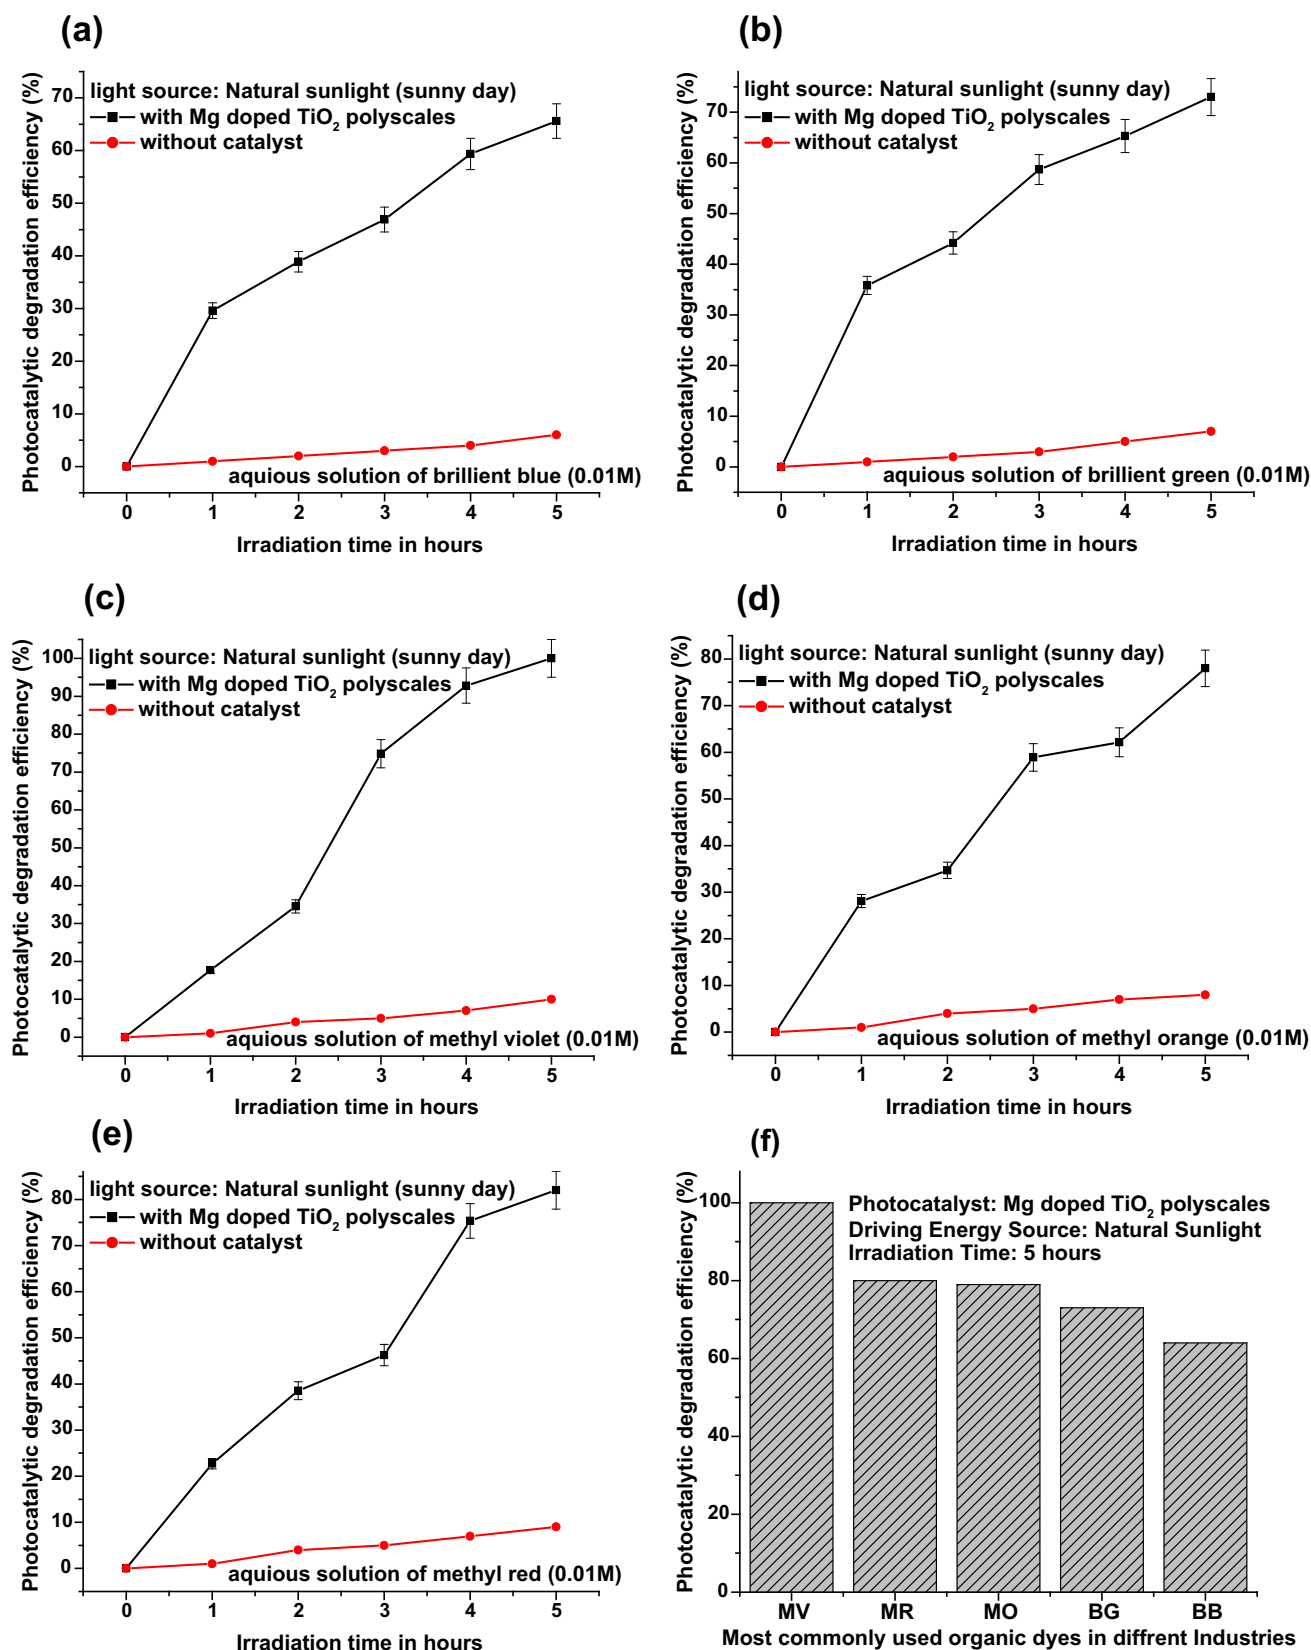 (a)
Photocatalytic degradation efficiency (%)
light source: Natural sunlight (sunny day)
with Mg doped TiO2 polyscales
without catalyst
70
60
50
40
30
20
10
0
aquious solution of brillient blue (0.01M)
0 1 2 3 4 5
Irradiation time in hours
(b)
Photocatalytic degradation efficiency (%)
light source: Natural sunlight (sunny day)
with Mg doped TiO2 polyscales
without catalyst
70
60
50
40
30
20
10
0
aquious solution of brillient green (0.01M)
0 1 2 3 4 5
Irradiation time in hours
(c)
Photocatalytic degradation efficiency (%)
light source: Natural sunlight (sunny day)
with Mg doped TiO2 polyscales
without catalyst
100
90
80
70
60
50
40
30
20
10
0
aquious solution of methyl violet (0.01M)
0 1 2 3 4 5
Irradiation time in hours
(d)
Photocatalytic degradation efficiency (%)
light source: Natural sunlight (sunny day)
with Mg doped TiO2 polyscales
without catalyst
80
70
60
50
40
30
20
10
0
aquious solution of methyl orange (0.01M)
0 1 2 3 4 5
Irradiation time in hours
(e)
Photocatalytic degradation efficiency (%)
light source: Natural sunlight (sunny day)
with Mg doped TiO2 polyscales
without catalyst
80
70
60
50
40
30
20
10
0
aquious solution of methyl red (0.01M)
0 1 2 3 4 5
Irradiation time in hours
(f)
Photocatalytic degradation efficiency (%)
Photocatalyst: Mg doped TiO2 polyscales
Driving Energy Source: Natural Sunlight
Irradiation Time: 5 hours
100
80
60
40
20
0
MV MR MO BG BB
Most commonly used organic dyes in diffrent Industries